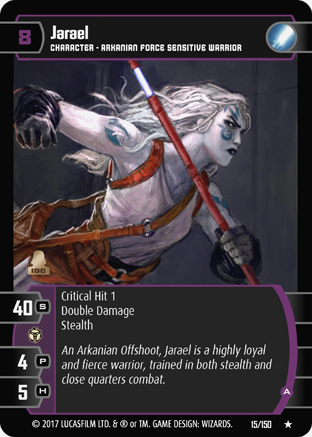 8
Jarael
CHARACTER - ARKANIAN FORCE SENSITIVE WARRIOR
IDC
40 S
4 P
5 H
Critical Hit 1
Double Damage
Stealth
An Arkanian Offshoot, Jarael is a highly loyal
and fierce warrior, trained in both stealth and
close quarters combat.
A
© 2017 LUCASFILM LTD. & ® or TM. GAME DESIGN: WIZARDS.
15/150